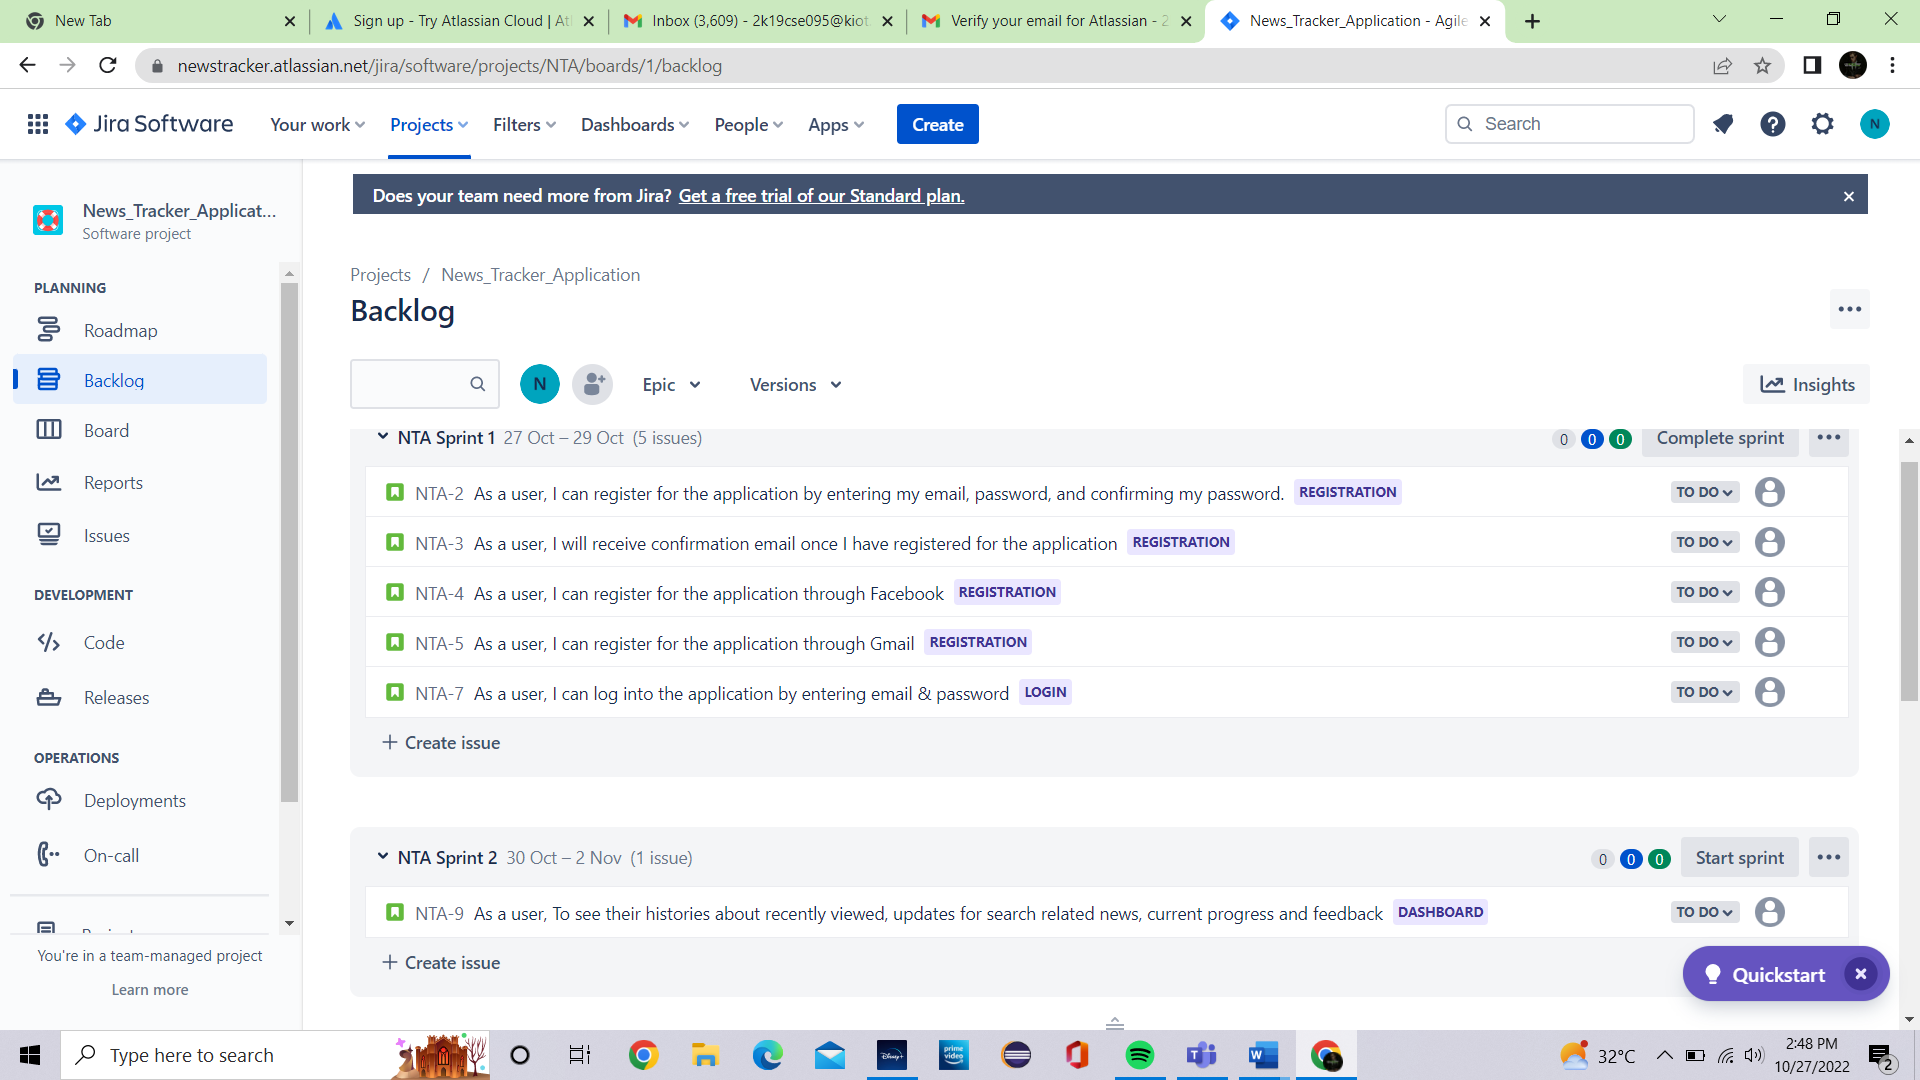 New Tab
Sign up - Try Atlassian Cloud | Atl
Inbox (3,609) - 2k19cse095@kiot
Verify your email for Atlassian - 2
News_Tracker_Application - Agile
newstracker.atlassian.net/jira/software/projects/NTA/boards/1/backlog
Jira Software
Your work
Projects
Filters
Dashboards
People
Apps
Create
Search
N
Does your team need more from Jira? Get a free trial of our Standard plan.
News_Tracker_Applicat...
Software project
PLANNING
Roadmap
Backlog
Board
Reports
Issues
DEVELOPMENT
Code
Releases
OPERATIONS
Deployments
On-call
You're in a team-managed project
Learn more
Projects / News_Tracker_Application
Backlog
N
Epic
Versions
Insights
NTA Sprint 1 27 Oct – 29 Oct (5 issues) 0 0 0 Complete sprint
NTA-2 As a user, I can register for the application by entering my email, password, and confirming my password. REGISTRATION TO DO
NTA-3 As a user, I will receive confirmation email once I have registered for the application REGISTRATION TO DO
NTA-4 As a user, I can register for the application through Facebook REGISTRATION TO DO
NTA-5 As a user, I can register for the application through Gmail REGISTRATION TO DO
NTA-7 As a user, I can log into the application by entering email & password LOGIN TO DO
+ Create issue
NTA Sprint 2 30 Oct – 2 Nov (1 issue) 0 0 0 Start sprint
NTA-9 As a user, To see their histories about recently viewed, updates for search related news, current progress and feedback DASHBOARD TO DO
+ Create issue
Quickstart
Type here to search
Disney+
prime video
32°C
2:48 PM
10/27/2022
2